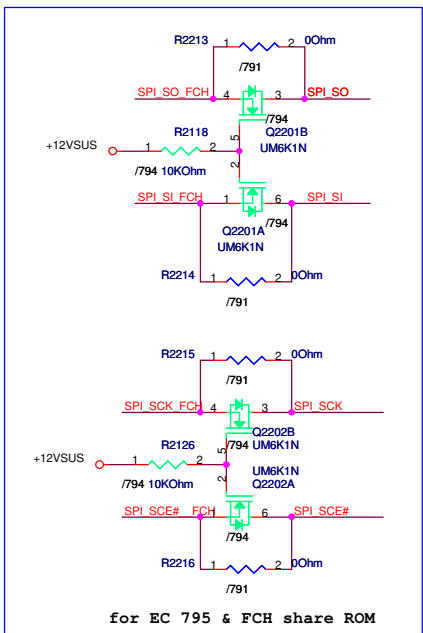 R2213 1 2 0Ohm
/791
SPI_SO_FCH 4 3 SPI_SO
/794
R2118 5 Q2201B
+12VSUS 1 2 UM6K1N
/794 10KOhm 2
SPI_SI_FCH 1 6 SPI_SI
/794
Q2201A
UM6K1N
R2214 1 2 0Ohm
/791
R2215 1 2 0Ohm
/791
SPI_SCK_FCH 4 3 SPI_SCK
Q2202B
R2126 5 /794 UM6K1N
+12VSUS 1 2
/794 10KOhm 2 UM6K1N
Q2202A
SPI_SCE#_FCH 1 6 SPI_SCE#
/794
R2216 1 2 0Ohm
/791
for EC 795 & FCH share ROM